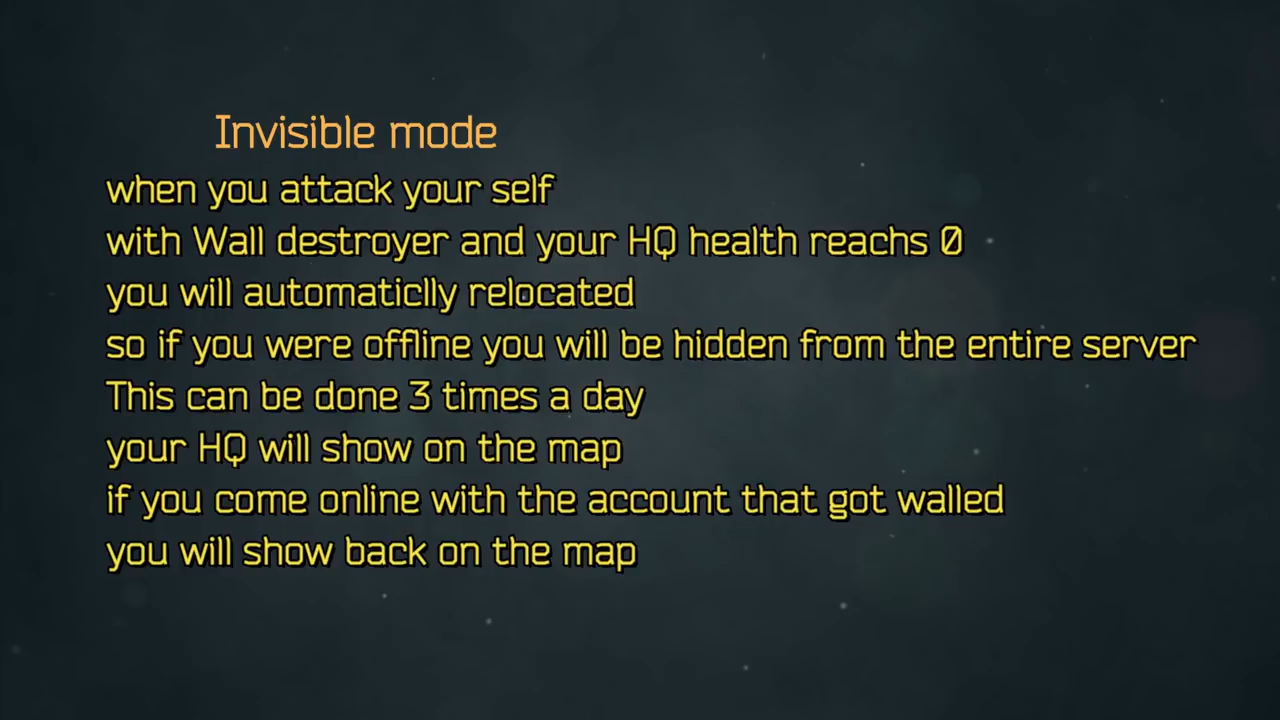 Invisible mode
when you attack your self
with Wall destroyer and your HQ health reachs 0
you will automaticlly relocated
so if you were offline you will be hidden from the entire server
This can be done 3 times a day
your HQ will show on the map
if you come online with the account that got walled
you will show back on the map